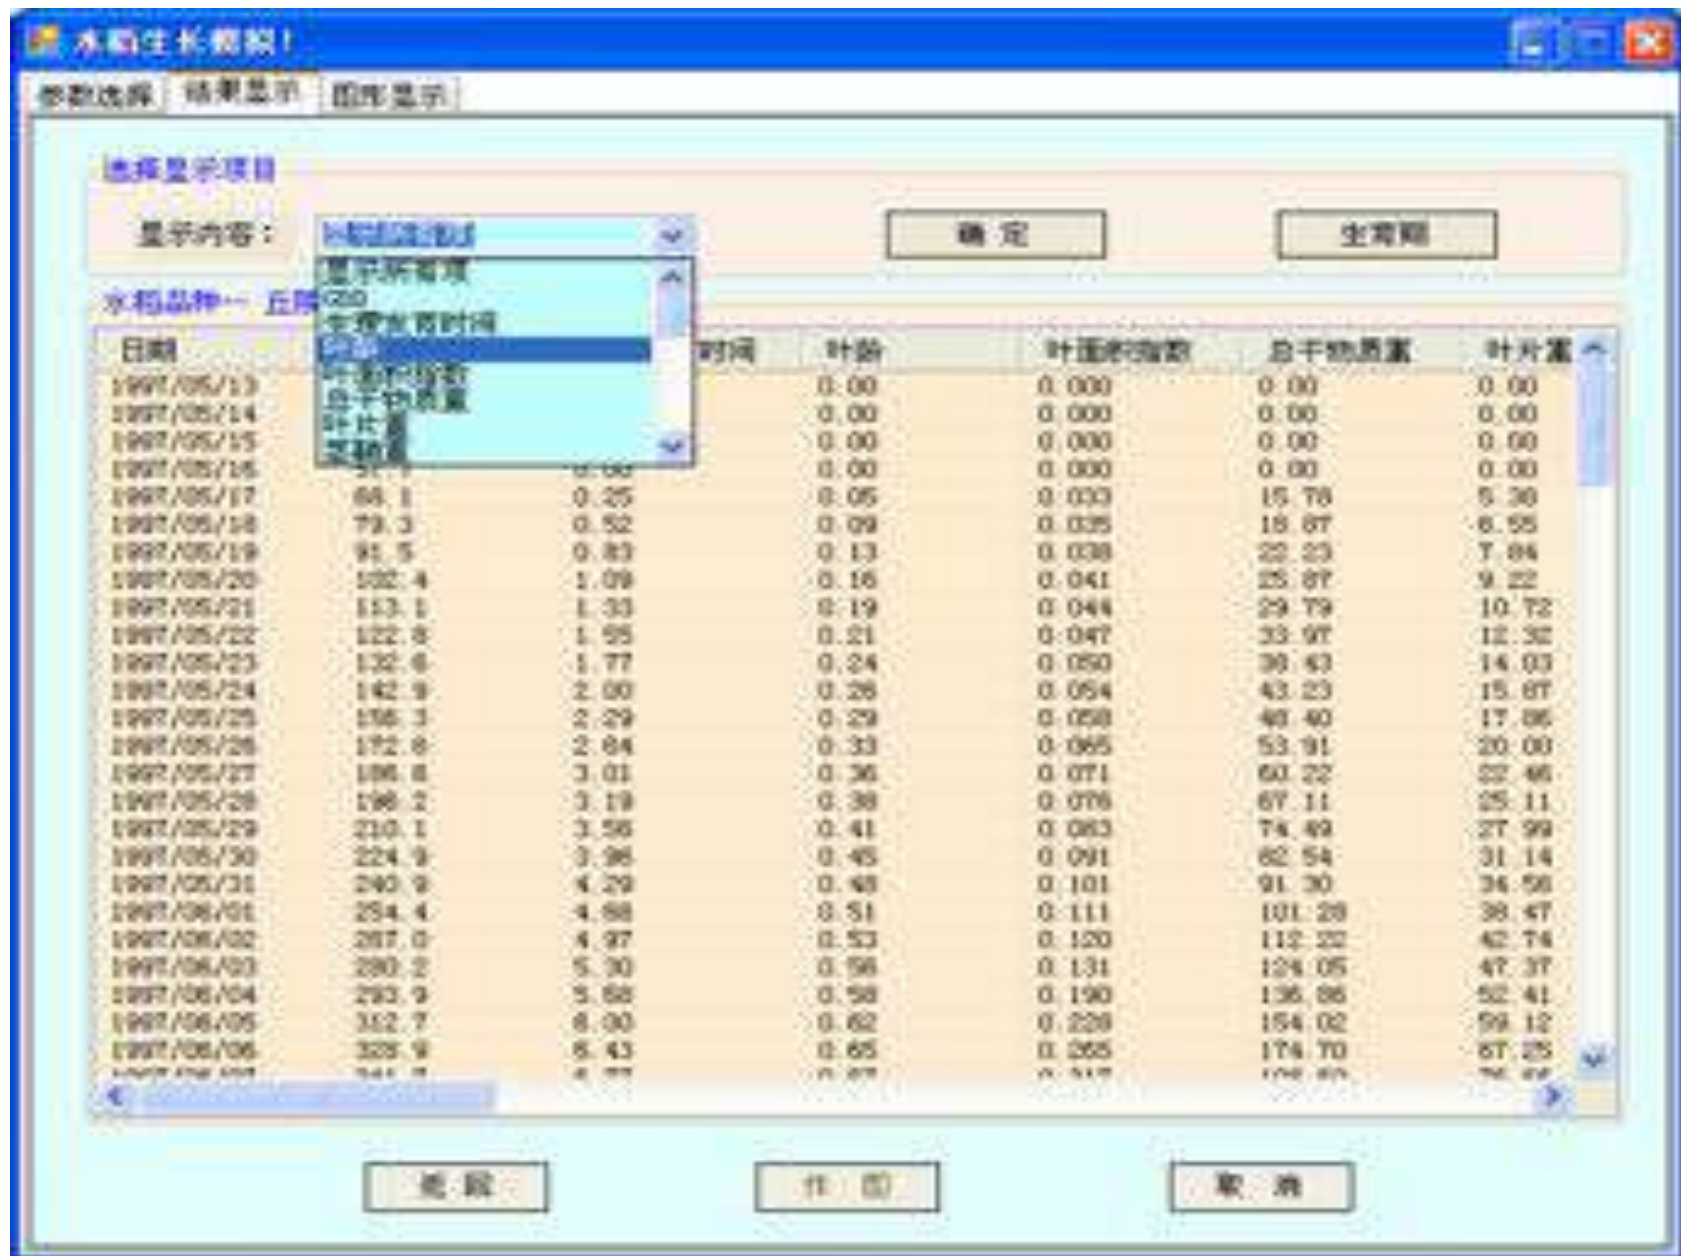 水稻生长模拟!
参数选择 结果显示 图形显示
选择显示项目
显示内容: 确 定 生育期
显示所有项
GDD
生理发育时间
叶龄
叶面积指数
总干物质重
叶片重
茎鞘重
水稻品种--
日期 时间 叶龄 叶面积指数 总干物质重 叶片重
1997/05/13 0.00 0.000 0.00 0.00
1997/05/14 0.00 0.000 0.00 0.00
1997/05/15 0.00 0.000 0.00 0.00
1997/05/16 0.00 0.00 0.000 0.00 0.00
1997/05/17 68.1 0.25 0.05 0.033 15.78 5.38
1997/05/18 79.3 0.52 0.09 0.035 18.87 6.55
1997/05/19 91.5 0.83 0.13 0.038 22.23 7.84
1997/05/20 102.4 1.09 0.16 0.041 25.87 9.22
1997/05/21 113.1 1.33 0.19 0.044 29.79 10.72
1997/05/22 122.8 1.55 0.21 0.047 33.97 12.32
1997/05/23 132.6 1.77 0.24 0.050 38.43 14.03
1997/05/24 142.9 2.00 0.26 0.054 43.23 15.87
1997/05/25 156.3 2.29 0.29 0.058 48.40 17.86
1997/05/26 172.8 2.64 0.33 0.065 53.91 20.00
1997/05/27 186.8 3.01 0.36 0.071 60.22 22.46
1997/05/28 198.2 3.19 0.38 0.076 67.11 25.11
1997/05/29 210.1 3.56 0.41 0.083 74.49 27.99
1997/05/30 224.9 3.96 0.45 0.091 82.54 31.14
1997/05/31 240.9 4.29 0.48 0.101 91.30 34.56
1997/06/01 254.4 4.68 0.51 0.111 101.28 38.47
1997/06/02 267.0 4.97 0.53 0.120 112.22 42.74
1997/06/03 280.2 5.30 0.56 0.131 124.05 47.37
1997/06/04 293.9 5.68 0.58 0.190 136.86 52.41
1997/06/05 312.7 6.00 0.62 0.228 154.02 59.12
1997/06/06 328.9 6.43 0.65 0.265 174.70 67.25
返 回 作 图 取 消